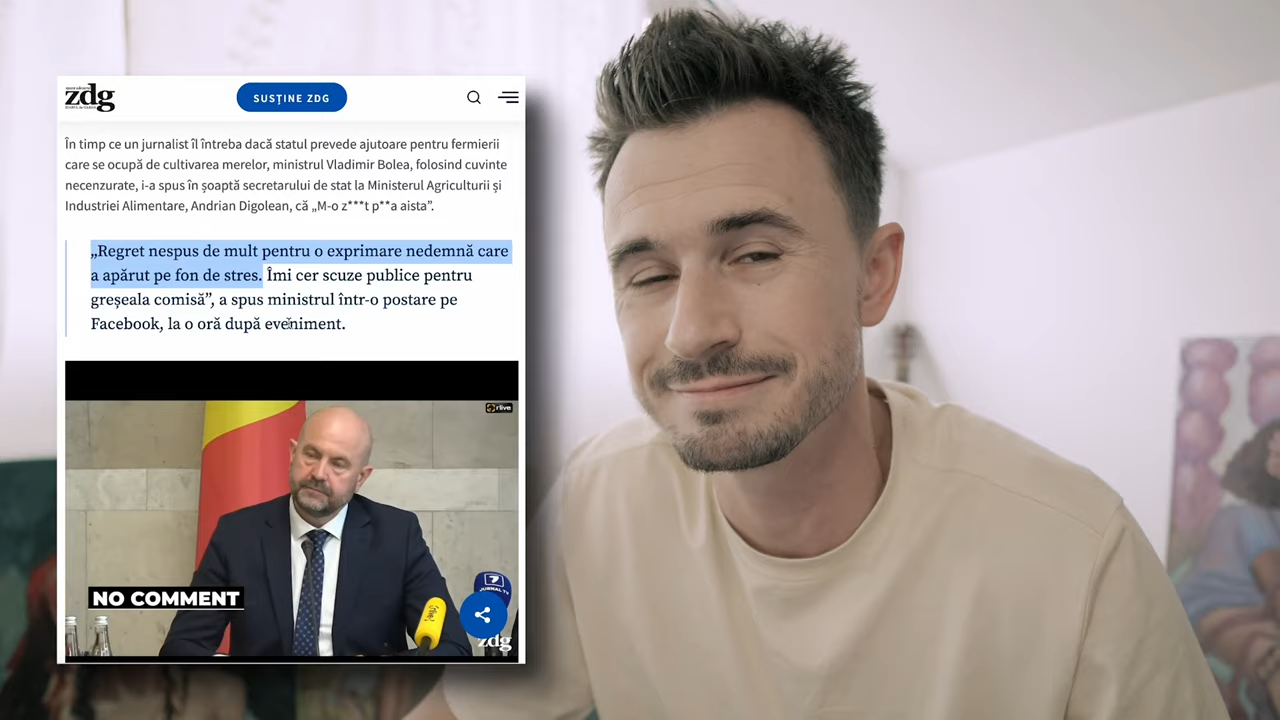 zdg
SUSȚINE ZDG
În timp ce un jurnalist îl întreba dacă statul prevede ajutoare pentru fermierii
care se ocupă de cultivarea merelor, ministrul Vladimir Bolea, folosind cuvinte
necenzurate, i-a spus în șoaptă secretarului de stat la Ministerul Agriculturii și
Industriei Alimentare, Andrian Digolean, că „M-o z***t p**a aista”.
„Regret nespus de mult pentru o exprimare nedemnă care
a apărut pe fon de stres. Îmi cer scuze publice pentru
greșeala comisă”, a spus ministrul într-o postare pe
Facebook, la o oră după eveniment.
rlive
NO COMMENT
7
JURNAL TV
zdg